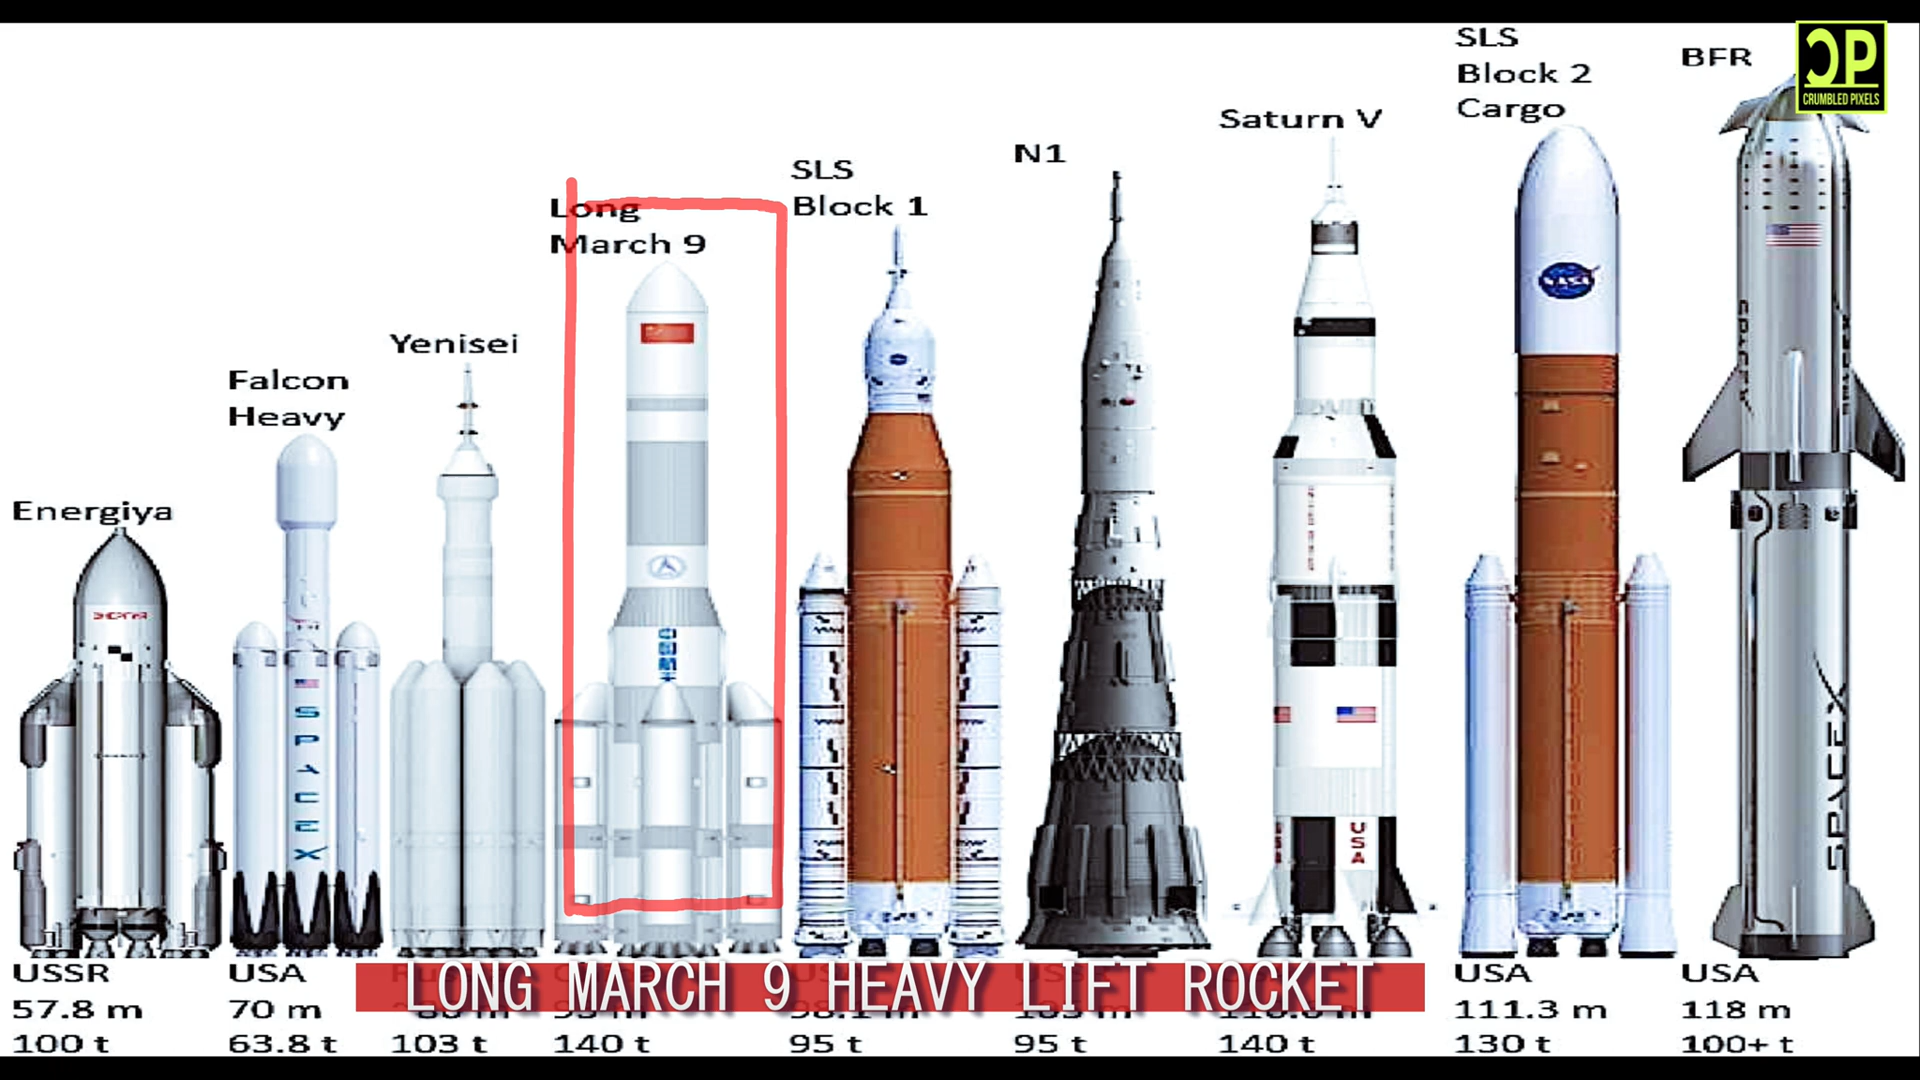 SLS
Block 2
Cargo
BFR
CRUMBLED PIXELS
Saturn V
N1
SLS
Block 1
Long
March 9
Yenisei
Falcon
Heavy
Energiya
NASA
SPACEX
USA
SPACEX
USSR
USA
USA
USA
LONG MARCH 9 HEAVY LIFT ROCKET
57.8 m
70 m
111.3 m
118 m
100 t
63.8 t
103 t
140 t
95 t
95 t
140 t
130 t
100+ t